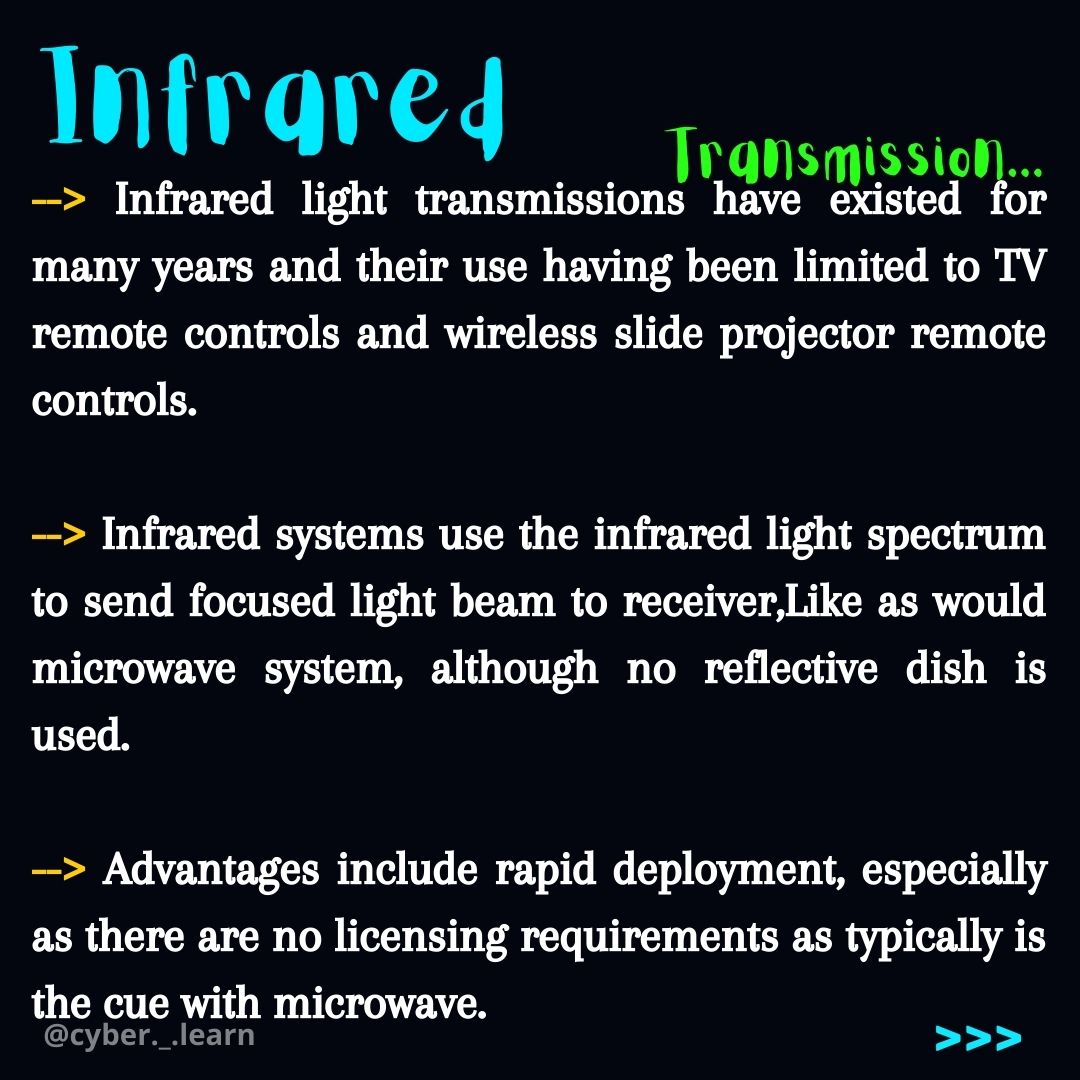 Infrared
Transmission...
--> Infrared light transmissions have existed for
many years and their use having been limited to TV
remote controls and wireless slide projector remote
controls.
--> Infrared systems use the infrared light spectrum
to send focused light beam to receiver,Like as would
microwave system, although no reflective dish is
used.
--> Advantages include rapid deployment, especially
as there are no licensing requirements as typically is
the cue with microwave.
@cyber._.learn
>>>